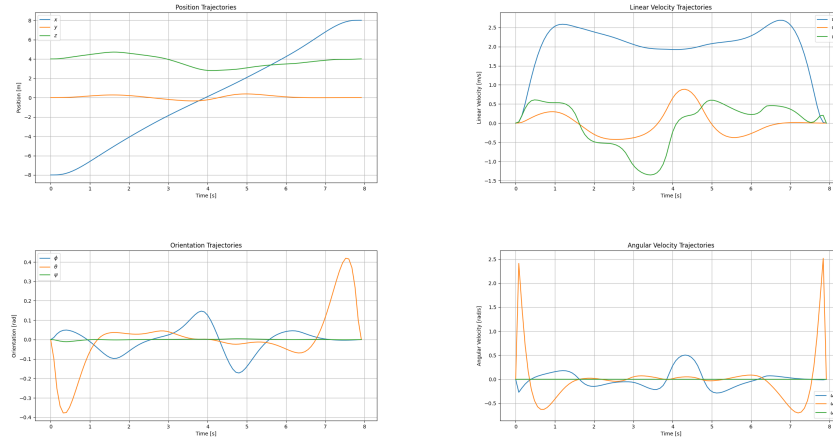 Position Trajectories
x
y
z
Position [m]
8
6
4
2
0
−2
−4
−6
−8
0 1 2 3 4 5 6 7 8
Time [s]
Linear Velocity Trajectories
Linear Velocity [m/s]
2.5
2.0
1.5
1.0
0.5
0.0
−0.5
−1.0
−1.5
0 1 2 3 4 5 6 7 8
Time [s]
Orientation Trajectories
ϕ
θ
ψ
Orientation [rad]
0.4
0.3
0.2
0.1
0.0
−0.1
−0.2
−0.3
−0.4
0 1 2 3 4 5 6 7 8
Time [s]
Angular Velocity Trajectories
Angular Velocity [rad/s]
2.5
2.0
1.5
1.0
0.5
0.0
−0.5
0 1 2 3 4 5 6 7 8
Time [s]